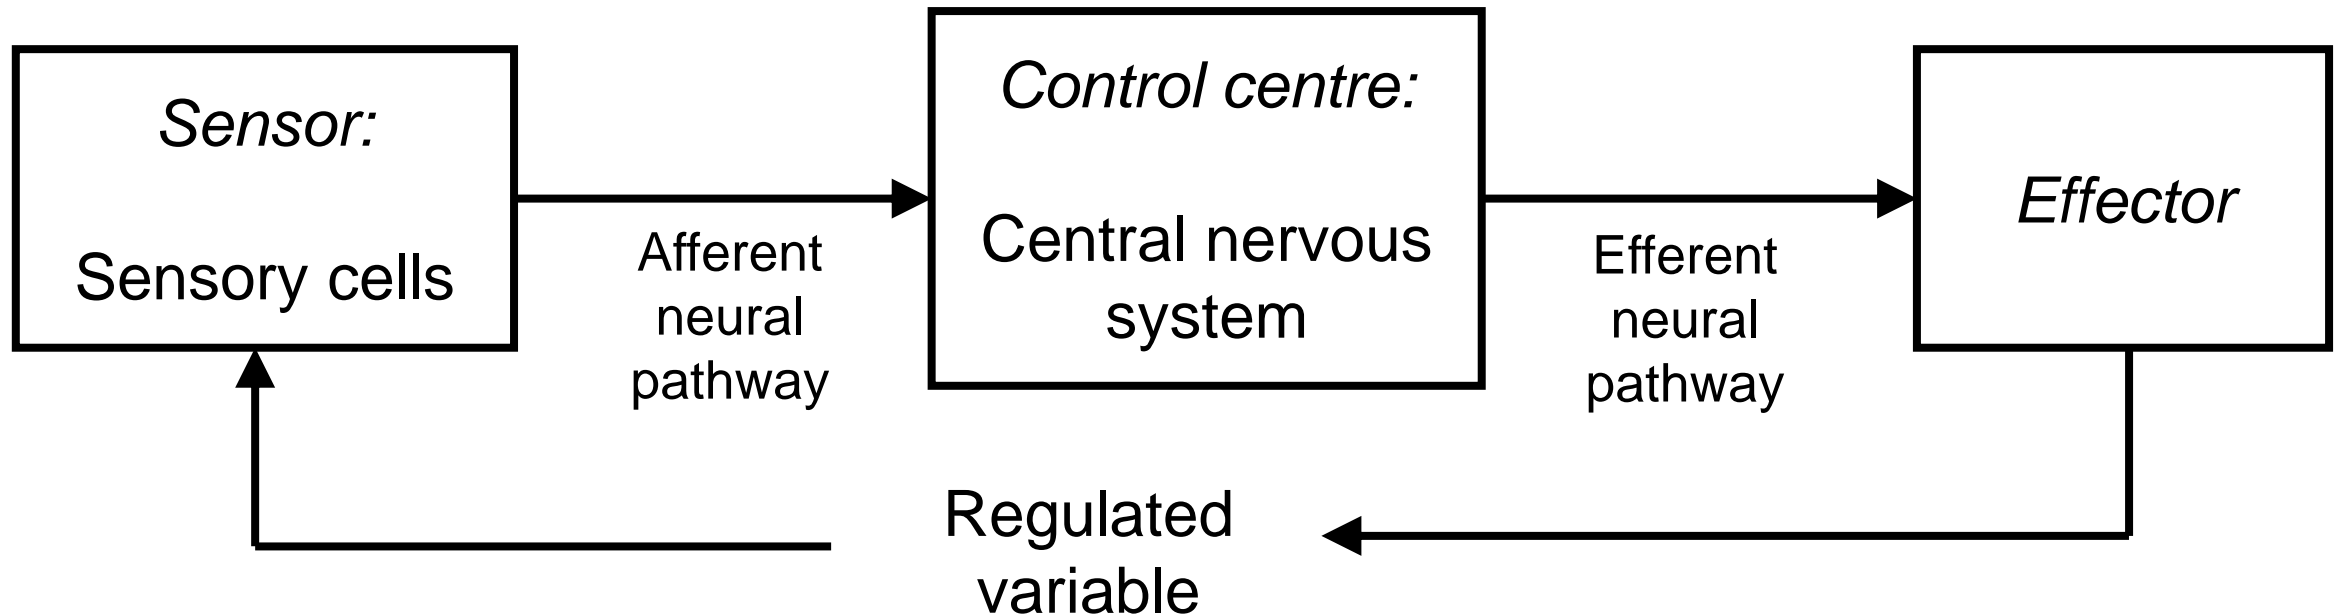 Sensor:
Sensory cells
Afferent
neural
pathway
Control centre:
Central nervous
system
Efferent
neural
pathway
Effector
Regulated
variable